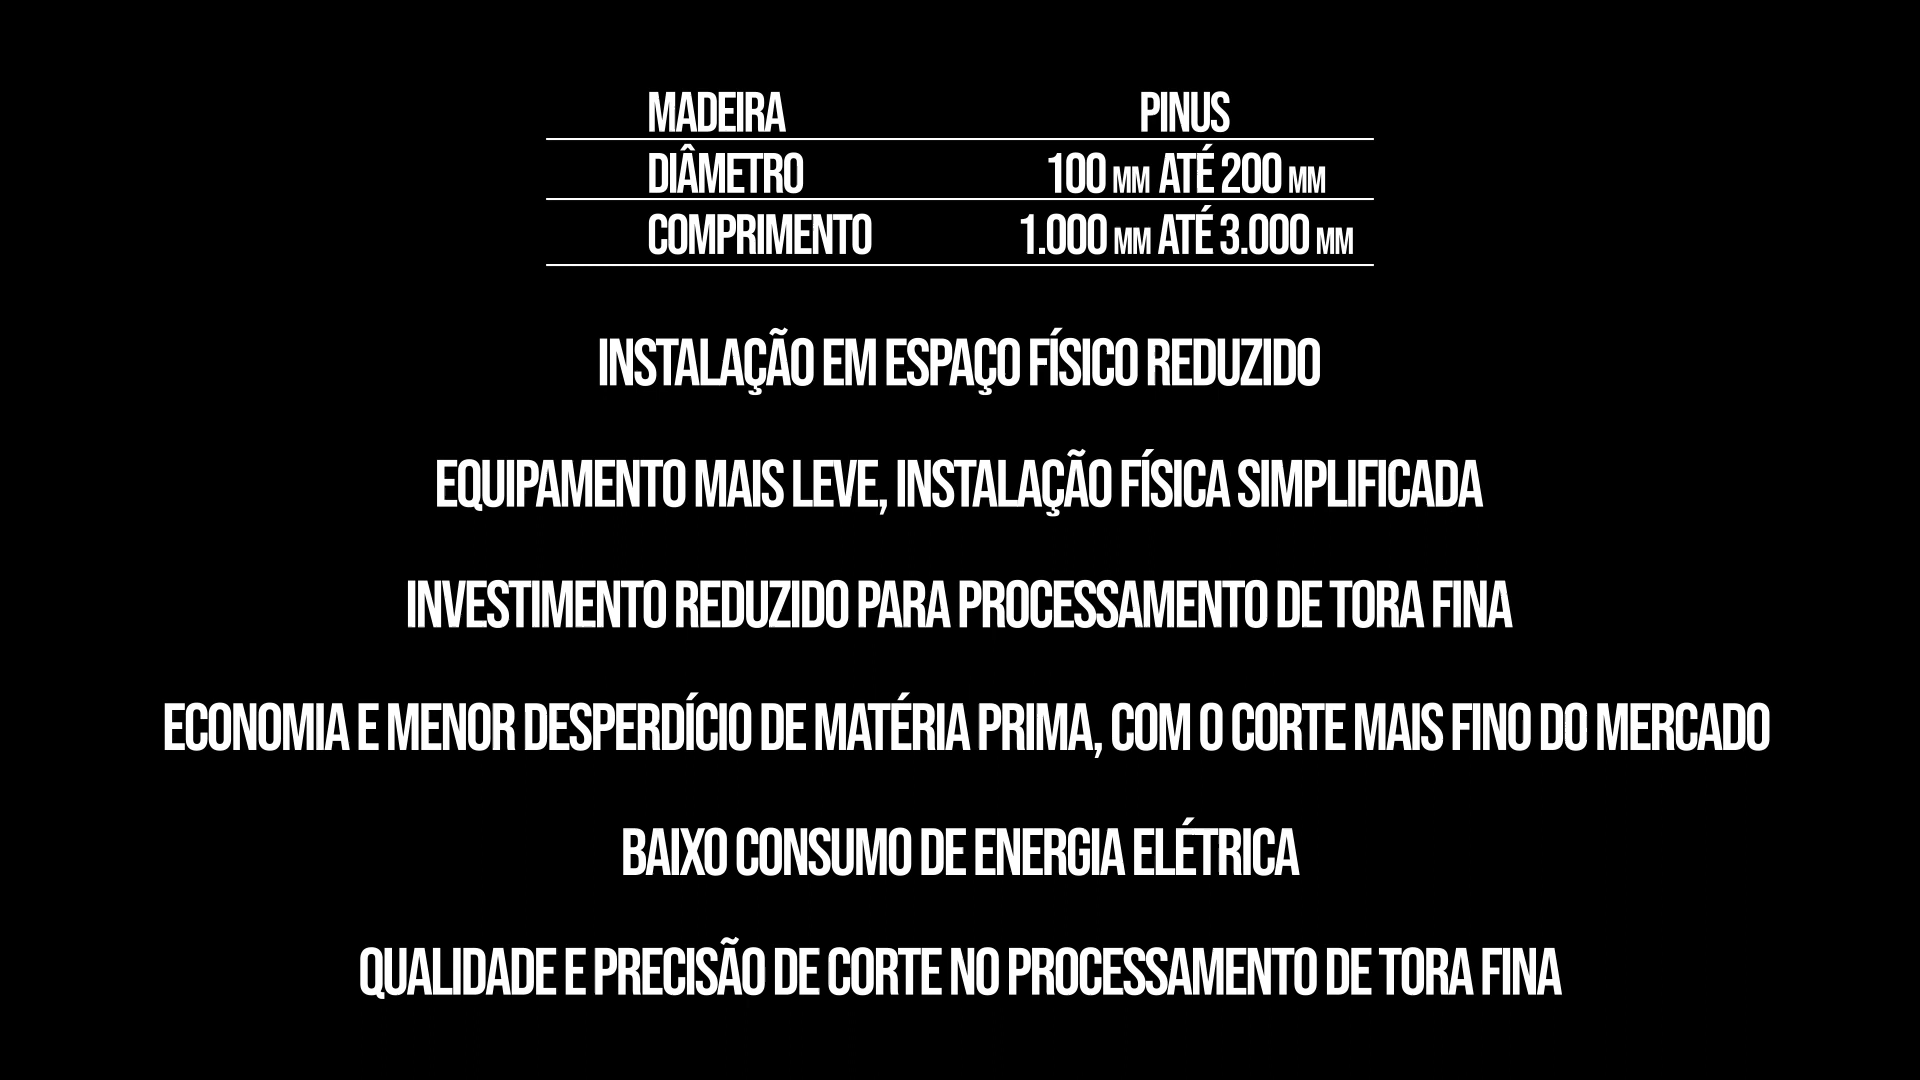 MADEIRA PINUS
DIÂMETRO 100 MM ATÉ 200 MM
COMPRIMENTO 1.000 MM ATÉ 3.000 MM
INSTALAÇÃO EM ESPAÇO FÍSICO REDUZIDO
EQUIPAMENTO MAIS LEVE, INSTALAÇÃO FÍSICA SIMPLIFICADA
INVESTIMENTO REDUZIDO PARA PROCESSAMENTO DE TORA FINA
ECONOMIA E MENOR DESPERDÍCIO DE MATÉRIA PRIMA, COM O CORTE MAIS FINO DO MERCADO
BAIXO CONSUMO DE ENERGIA ELÉTRICA
QUALIDADE E PRECISÃO DE CORTE NO PROCESSAMENTO DE TORA FINA